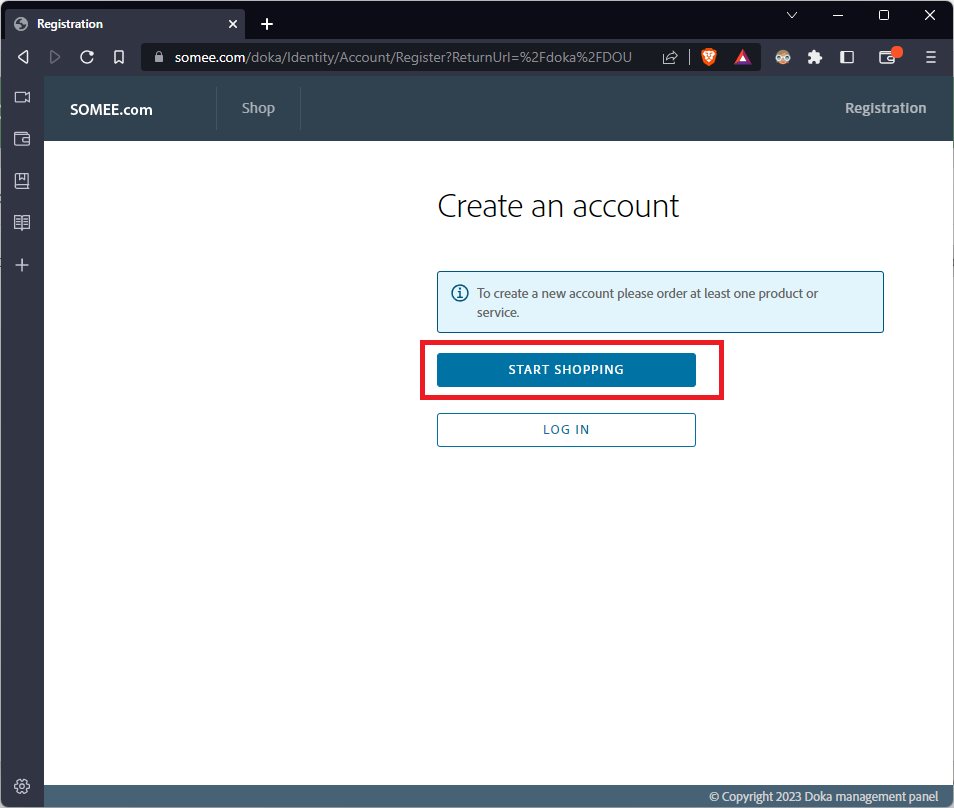 Registration
somee.com/doka/Identity/Account/Register?ReturnUrl=%2Fdoka%2FDOU
SOMEE.com
Shop
Registration
Create an account
To create a new account please order at least one product or
service.
START SHOPPING
LOG IN
© Copyright 2023 Doka management panel